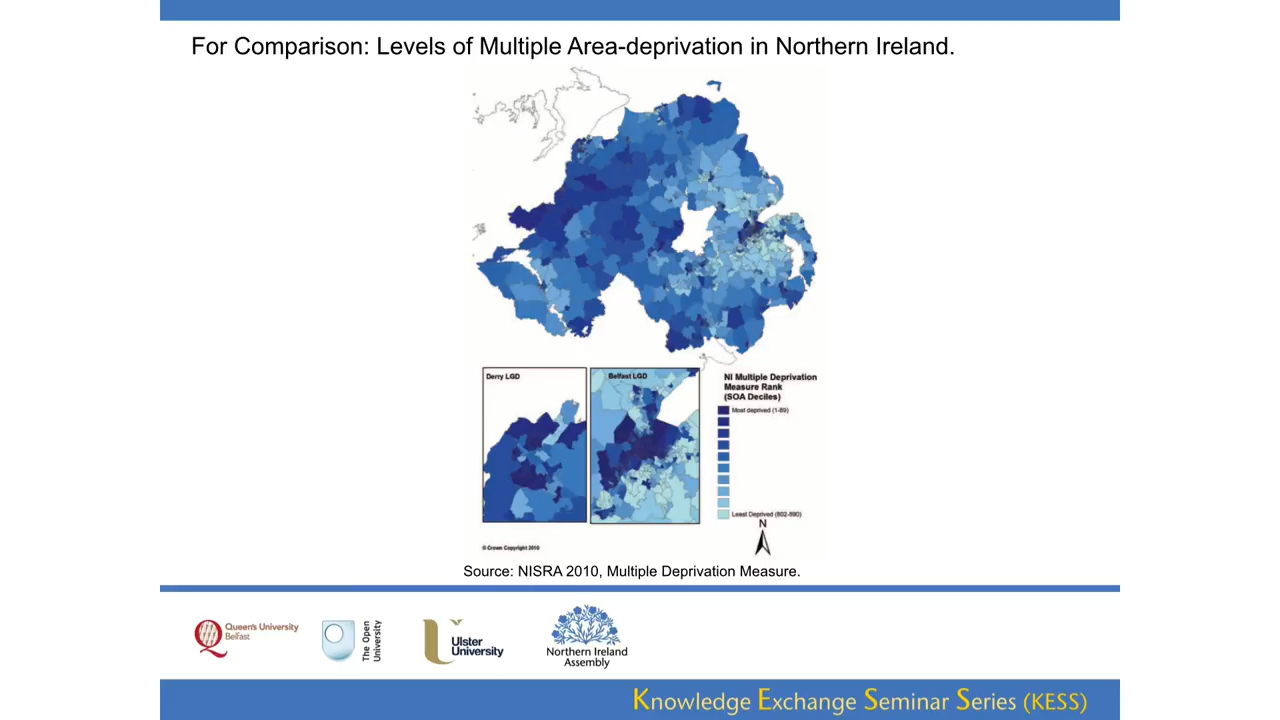 For Comparison: Levels of Multiple Area-deprivation in Northern Ireland.
Derry LGD
Belfast LGD
NI Multiple Deprivation
Measure Rank
(SOA Deciles)
Most deprived (1-89)
Least Deprived (802-890)
N
© Crown Copyright 2010
Source: NISRA 2010, Multiple Deprivation Measure.
Queen's University
Belfast
The Open
University
Ulster
University
Northern Ireland
Assembly
Knowledge Exchange Seminar Series (KESS)